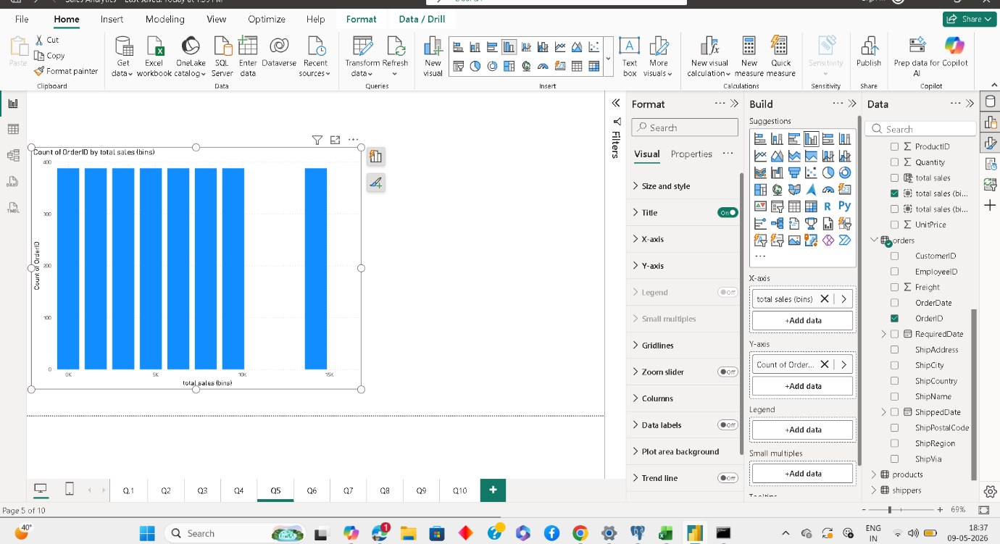 Sales Analytics
File Home Insert Modeling View Optimize Help Format Data / Drill
Share
Paste
Cut
Copy
Format painter
Clipboard
Get data
Excel workbook
OneLake catalog
SQL Server
Enter data
Dataverse
Recent sources
Data
Transform data
Refresh
Queries
New visual
Text box
More visuals
Insert
New visual calculation
New measure
Quick measure
Calculations
Sensitivity
Sensitivity
Publish
Share
Prep data for AI
Copilot
Copilot
Count of OrderID by total sales (bins)
400
300
200
100
0
Count of OrderID
0K 5K 10K 15K
total sales (bins)
Filters
Format
Search
Visual Properties
Size and style
Title On
X-axis
Y-axis
Legend Off
Small multiples
Gridlines
Zoom slider Off
Columns
Data labels Off
Plot area background
Trend line Off
Build
Suggestions
R Py
X-axis
total sales (bins)
+Add data
Y-axis
Count of Order...
+Add data
Legend
+Add data
Small multiples
+Add data
Data
Search
ProductID
Quantity
total sales
total sales (bi...
total sales (bi...
UnitPrice
orders
CustomerID
EmployeeID
Freight
OrderDate
OrderID
RequiredDate
ShipAddress
ShipCity
ShipCountry
ShipName
ShippedDate
ShipPostalCode
ShipRegion
ShipVia
products
shippers
DAX
TMDL
Q.1 Q2 Q3 Q4 Q5 Q6 Q7 Q8 Q9 Q10
Page 5 of 10
69%
40°
Search
1
ENG
IN
18:37
09-05-2026